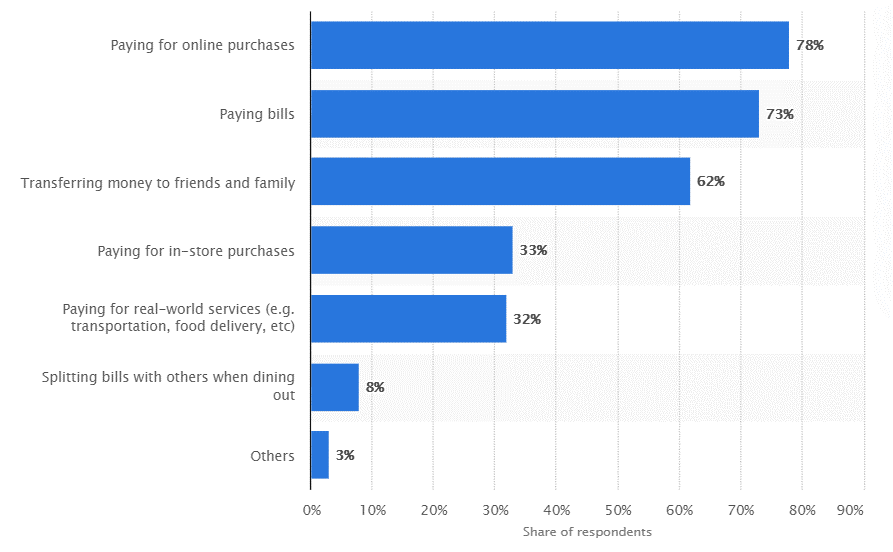 Paying for online purchases
78%
Paying bills
73%
Transferring money to friends and family
62%
Paying for in-store purchases
33%
Paying for real-world services (e.g.
transportation, food delivery, etc)
32%
Splitting bills with others when dining
out
8%
Others
3%
0% 10% 20% 30% 40% 50% 60% 70% 80% 90%
Share of respondents